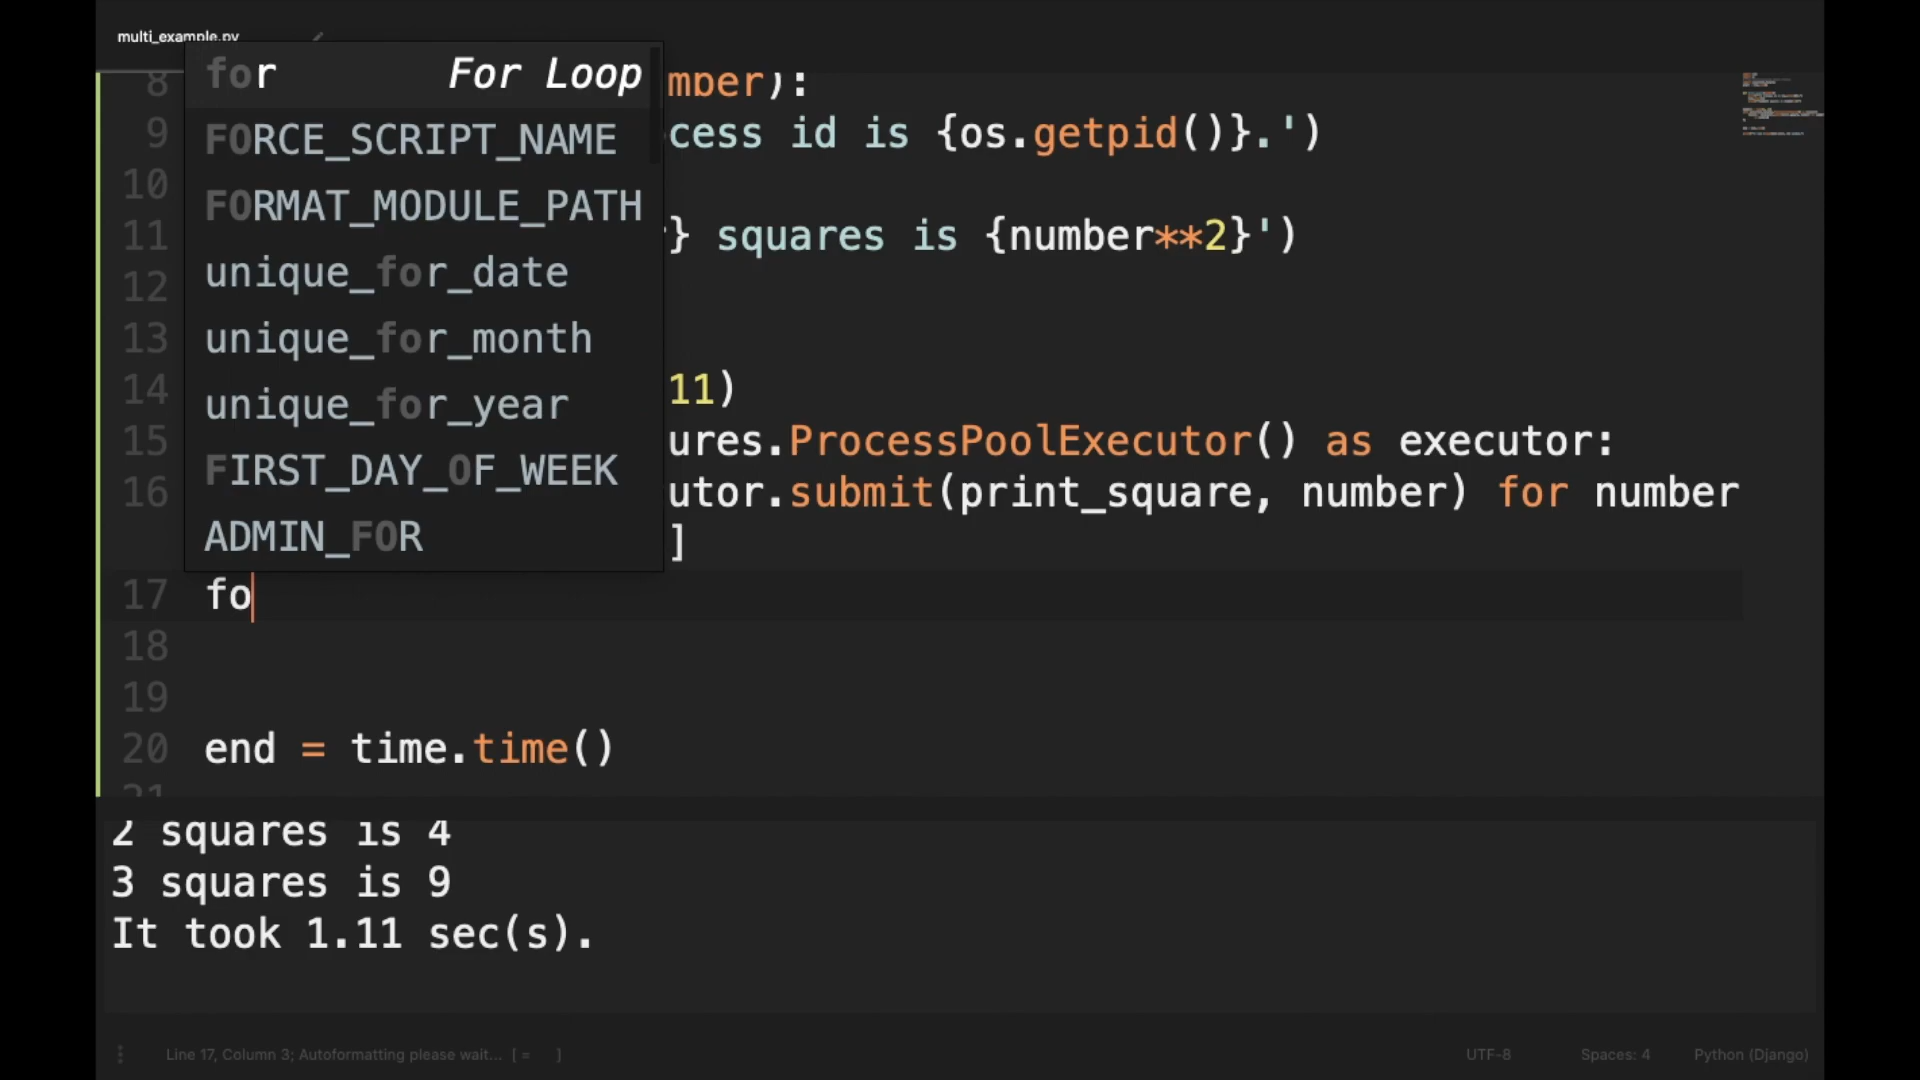 multi_example.py
for For Loop
FORCE_SCRIPT_NAME
FORMAT_MODULE_PATH
unique_for_date
unique_for_month
unique_for_year
FIRST_DAY_OF_WEEK
ADMIN_FOR
8 mber):
9 cess id is {os.getpid()}.')
10
11 } squares is {number**2}')
12
13
14 11)
15 ures.ProcessPoolExecutor() as executor:
16 utor.submit(print_square, number) for number
]
17 fo
18
19
20 end = time.time()
21
2 squares is 4
3 squares is 9
It took 1.11 sec(s).
Line 17, Column 3; Autoformatting please wait... [ = ]
UTF-8
Spaces: 4
Python (Django)